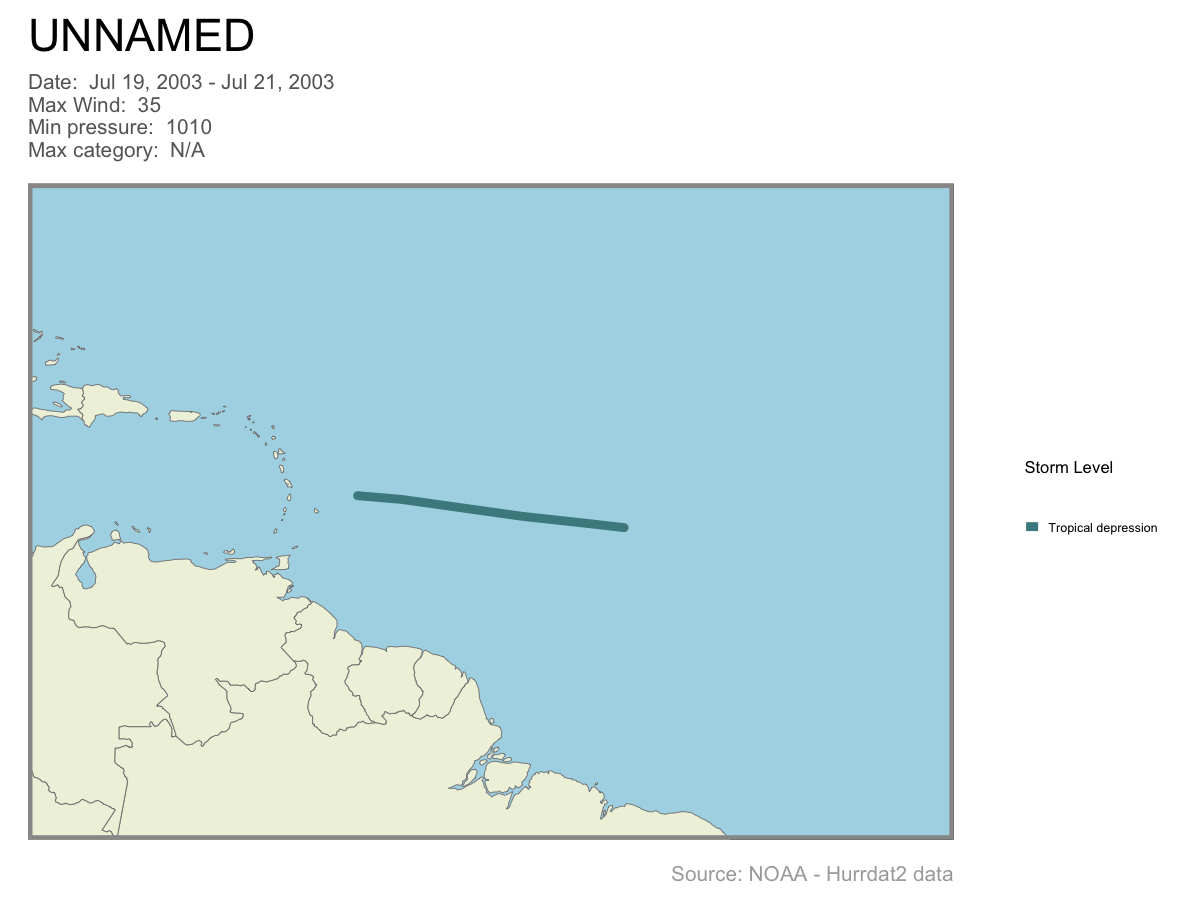 UNNAMED
Date:  Jul 19, 2003 - Jul 21, 2003
Max Wind:  35
Min pressure:  1010
Max category:  N/A
Storm Level
Tropical depression
Source: NOAA - Hurrdat2 data